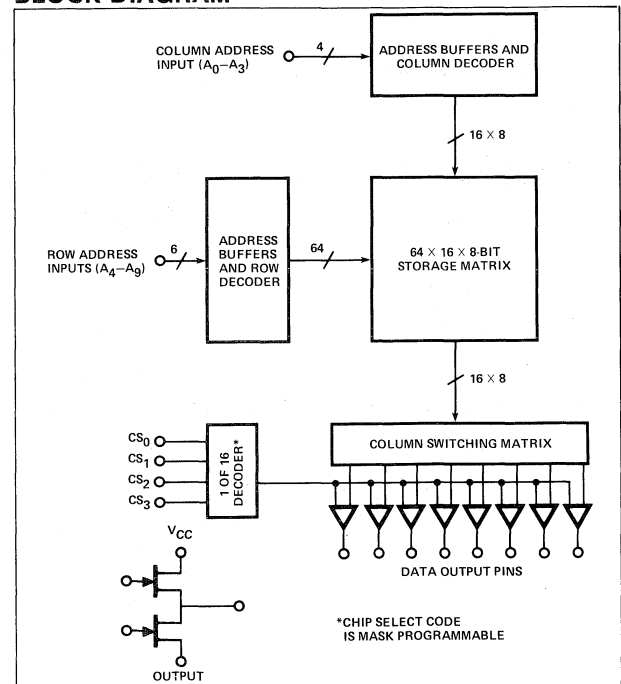 BLOCK DIAGRAM
COLUMN ADDRESS
INPUT (A0–A3)
4
ADDRESS BUFFERS AND
COLUMN DECODER
16 × 8
ROW ADDRESS
INPUTS (A4–A9)
6
ADDRESS
BUFFERS
AND ROW
DECODER
64
64 × 16 × 8-BIT
STORAGE MATRIX
16 × 8
COLUMN SWITCHING MATRIX
CS0
CS1
CS2
CS3
1 OF 16
DECODER*
DATA OUTPUT PINS
VCC
OUTPUT
*CHIP SELECT CODE
IS MASK PROGRAMMABLE